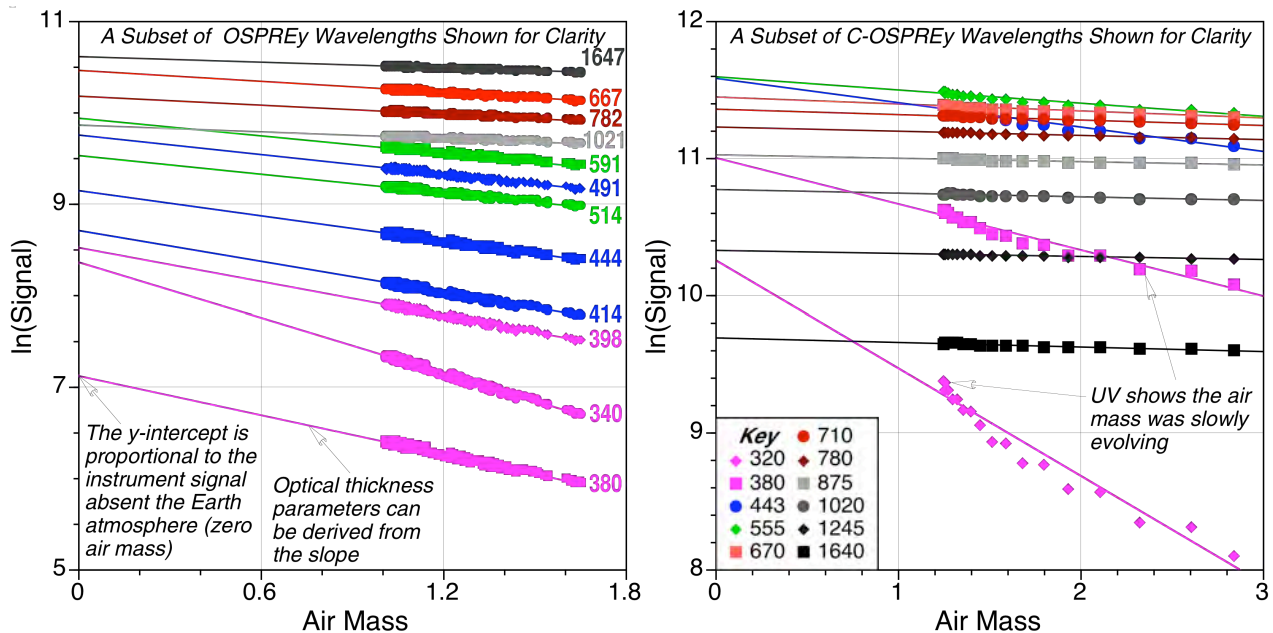 A Subset of OSPREy Wavelengths Shown for Clarity
11
9
7
5
ln(Signal)
1647
667
782
1021
591
491
514
444
414
398
340
380
The y-intercept is
proportional to the
instrument signal
absent the Earth
atmosphere (zero
air mass)
Optical thickness
parameters can
be derived from
the slope
0
0.6
1.2
1.8
Air Mass
A Subset of C-OSPREy Wavelengths Shown for Clarity
12
11
10
9
8
ln(Signal)
UV shows the air
mass was slowly
evolving
Key
320
380
443
555
670
710
780
875
1020
1245
1640
0
1
2
3
Air Mass